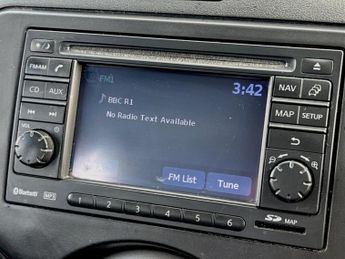 FM1
3:42
BBC R1
No Radio Text Available
FM List
Tune
FM•AM
CD
AUX
VOL
Bluetooth
MP3
1 2 3 4 5 6
NAV
MAP
SETUP
SD MAP